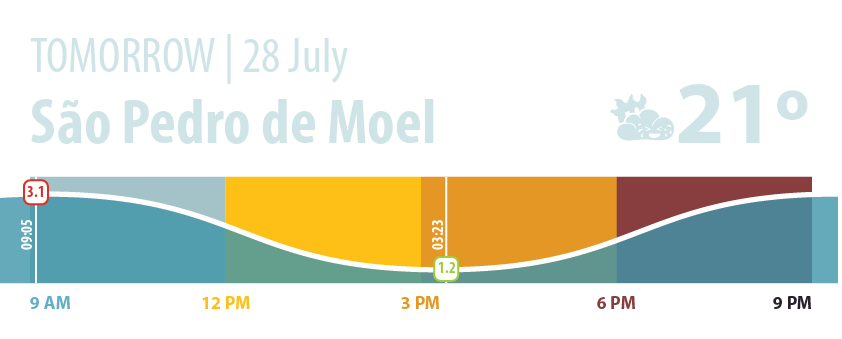 TOMORROW | 28 July
São Pedro de Moel
21º
3.1
09:05
03:23
1.2
9 AM 12 PM 3 PM 6 PM 9 PM